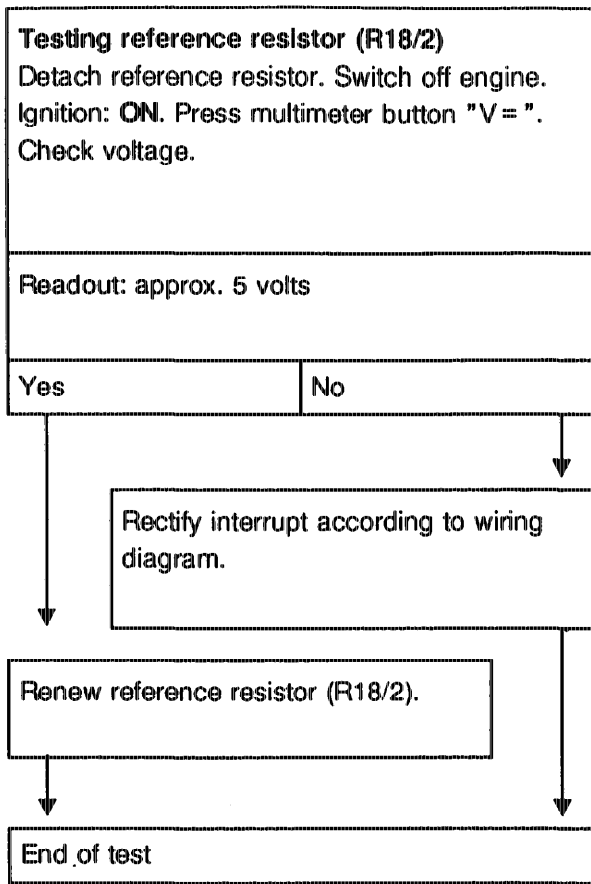 Testing reference resistor (R18/2)
Detach reference resistor. Switch off engine.
Ignition: ON. Press multimeter button "V = ".
Check voltage.
Readout: approx. 5 volts
Yes
No
Rectify interrupt according to wiring
diagram.
Renew reference resistor (R18/2).
End of test